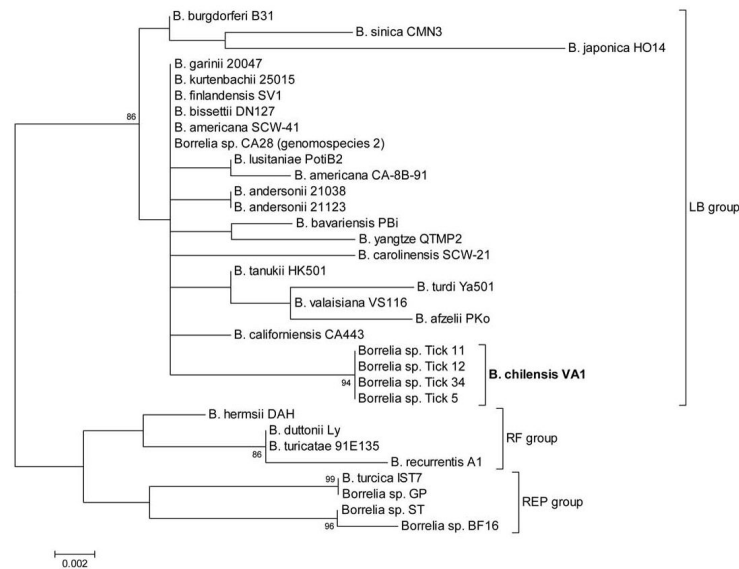 B. burgdorferi B31
B. sinica CMN3
B. japonica HO14
B. garinii 20047
B. kurtenbachii 25015
B. finlandensis SV1
B. bissettii DN127
86
B. americana SCW-41
Borrelia sp. CA28 (genomospecies 2)
B. lusitaniae PotiB2
B. americana CA-8B-91
B. andersonii 21038
B. andersonii 21123
LB group
B. bavariensis PBi
B. yangtze QTMP2
B. carolinensis SCW-21
B. tanukii HK501
B. turdi Ya501
B. valaisiana VS116
B. afzelii PKo
B. californiensis CA443
Borrelia sp. Tick 11
Borrelia sp. Tick 12
B. chilensis VA1
94
Borrelia sp. Tick 34
Borrelia sp. Tick 5
B. hermsii DAH
B. duttonii Ly
RF group
B. turicatae 91E135
86
B. recurrentis A1
99
B. turcica IST7
Borrelia sp. GP
REP group
Borrelia sp. ST
96
Borrelia sp. BF16
0.002